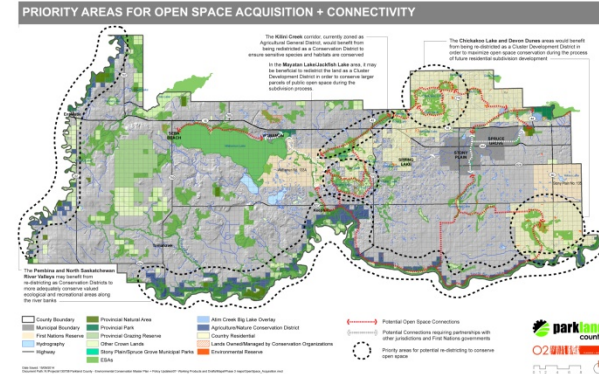 PRIORITY AREAS FOR OPEN SPACE ACQUISITION + CONNECTIVITY
The Kilini Creek corridor, currently zoned as
Agricultural General District, would benefit from
being redistricted as a Conservation District to
ensure sensitive species and habitats are conserved
In the Mayatan Lake/Jackfish Lake area, it may
be beneficial to redistrict the land as a Cluster
Development District in order to conserve larger
parcels of public open space during the
subdivision process.
The Chickakoo Lake and Devon Dunes areas would benefit
from being re-districted as a Cluster Development District in
order to maximize open space conservation during the process
of future residential subdivision development
STONY
PLAIN
SPRUCE
GROVE
LAKE
The Pembina and North Saskatchewan
River Valleys may benefit from
re-districting as Conservation Districts to
more adequately conserve valued
ecological and recreational areas along
the river banks
County Boundary
Municipal Boundary
First Nations Reserve
Hydrography
Highway
Provincial Natural Area
Provincial Park
Provincial Grazing Reserve
Other Crown Lands
Stony Plain/Spruce Grove Municipal Parks
ESAs
Alim Creek Big Lake Overlay
Agriculture/Nature Conservation District
Country Residential
Lands Owned/Managed by Conservation Organizations
Environmental Reserve
Potential Open Space Connections
Potential Connections requiring partnerships with
other jurisdictions and First Nations governments
Priority areas for potential re-districting to conserve
open space
parkland
county
O2